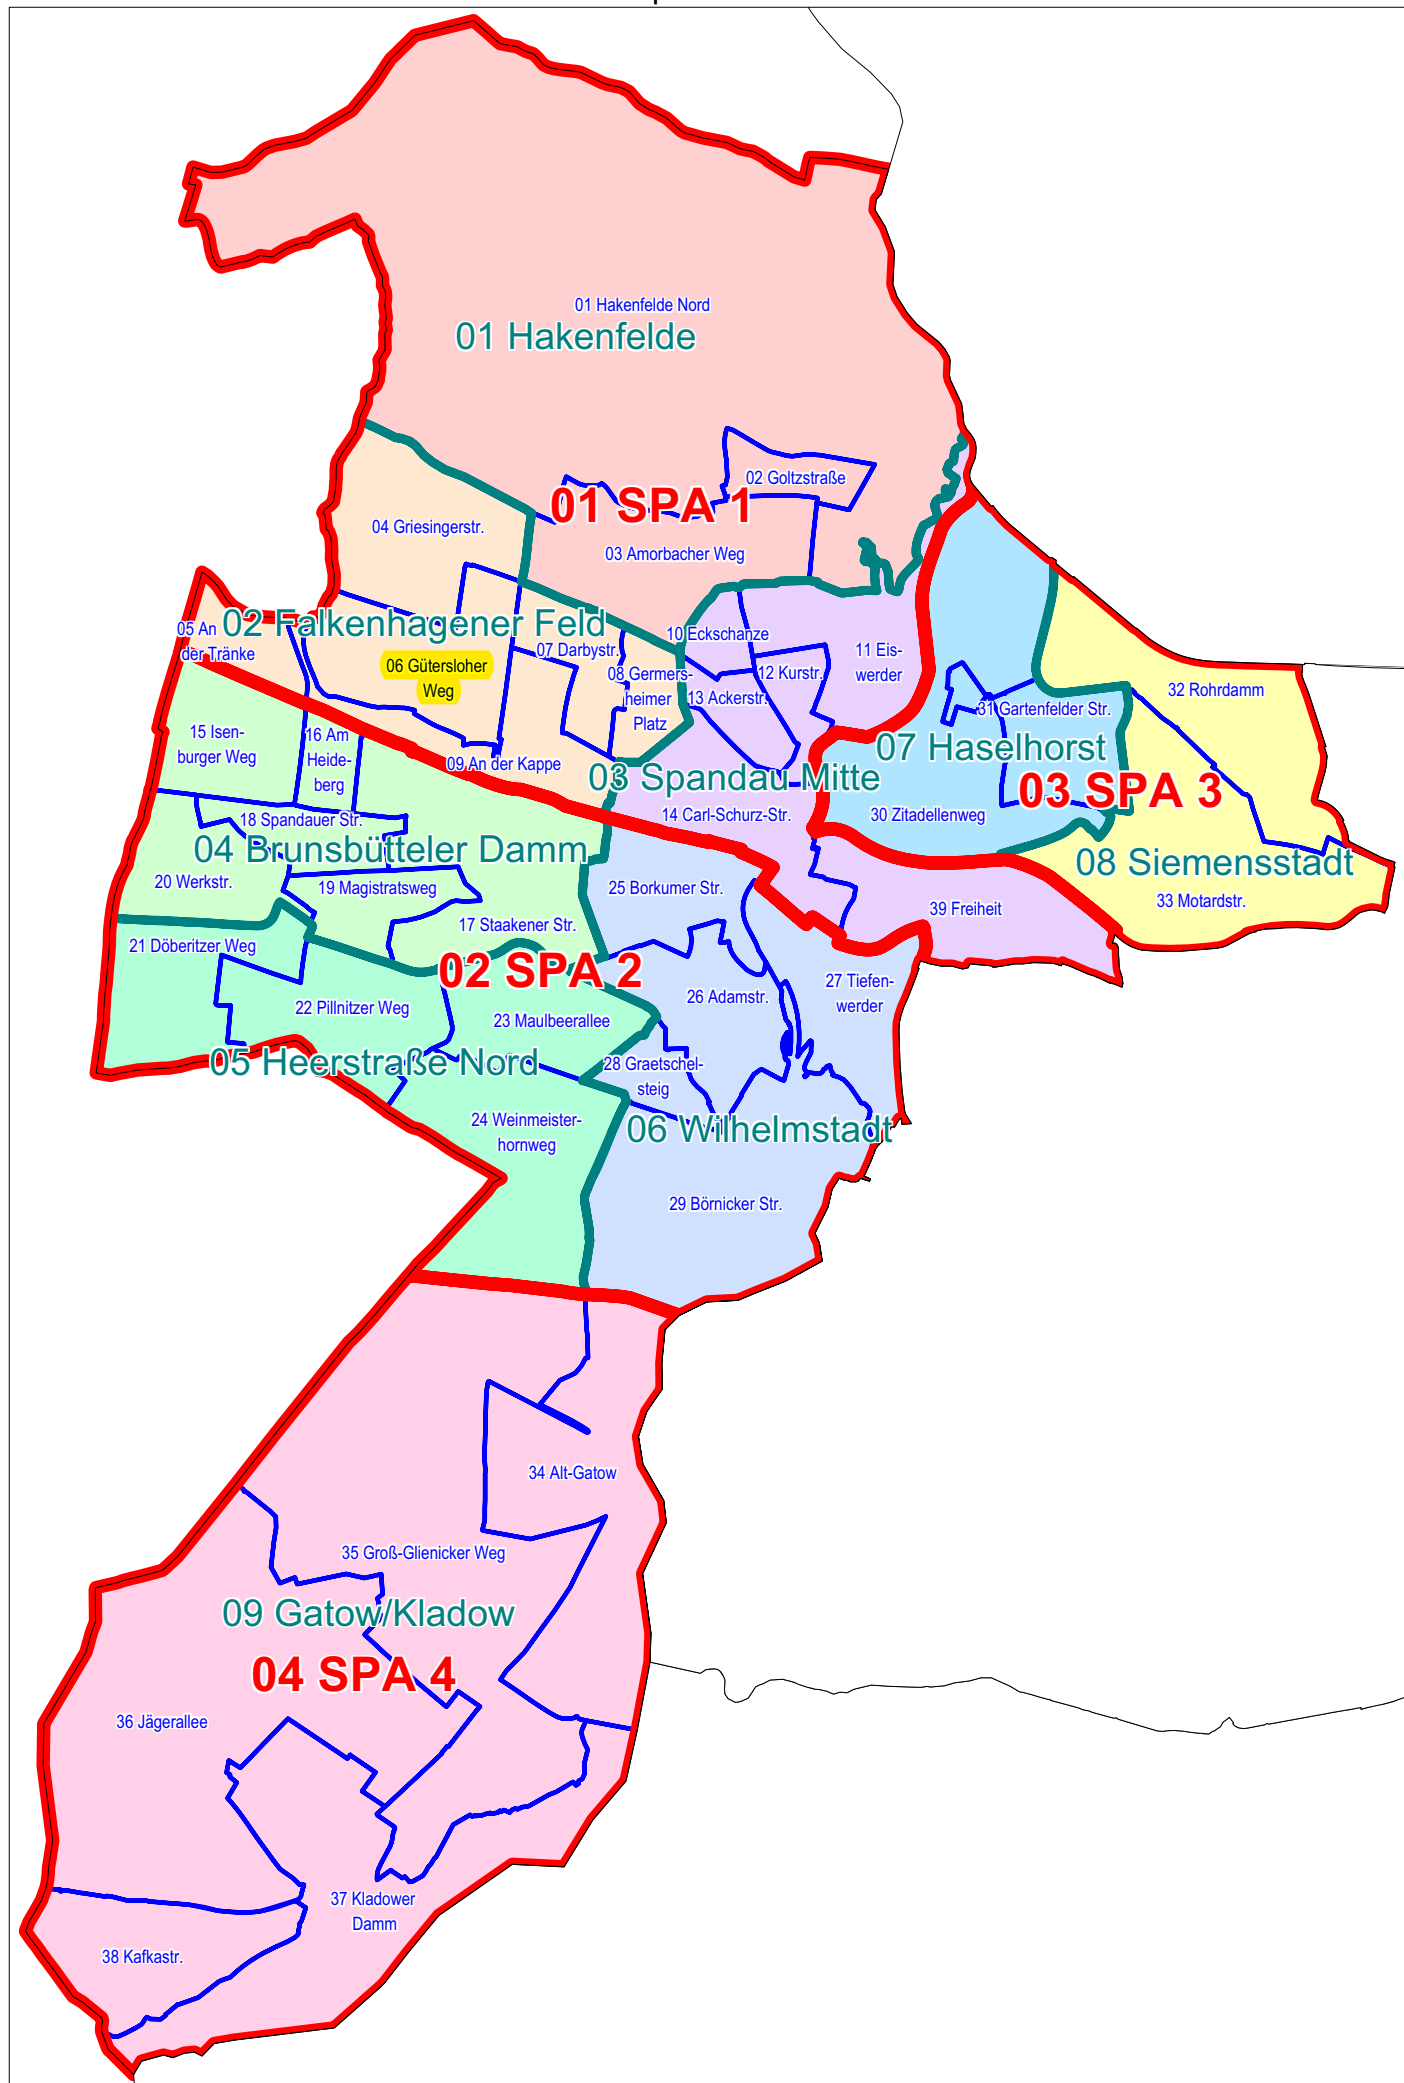 01 Hakenfelde Nord
01 Hakenfelde
02 Goltzstraße
01 SPA 1
04 Griesingerstr.
03 Amorbacher Weg
02 Falkenhagener Feld
05 An
der Tränke
06 Gütersloher
Weg
07 Darbystr.
08 Germers-
heimer
Platz
09 An der Kappe
10 Eckschanze
11 Eis-
werder
12 Kurstr.
13 Ackerstr.
03 Spandau Mitte
14 Carl-Schurz-Str.
32 Rohrdamm
31 Gartenfelder Str.
07 Haselhorst
03 SPA 3
30 Zitadellenweg
08 Siemensstadt
33 Motardstr.
39 Freiheit
15 Isen-
burger Weg
16 Am
Heide-
berg
18 Spandauer Str.
04 Brunsbütteler Damm
20 Werkstr.
19 Magistratsweg
17 Staakener Str.
25 Borkumer Str.
21 Döberitzer Weg
02 SPA 2
26 Adamstr.
27 Tiefen-
werder
22 Pillnitzer Weg
23 Maulbeerallee
05 Heerstraße Nord
28 Graetschel-
steig
24 Weinmeister-
hornweg
06 Wilhelmstadt
29 Börnicker Str.
34 Alt-Gatow
35 Groß-Glienicker Weg
09 Gatow/Kladow
04 SPA 4
36 Jägerallee
37 Kladower
Damm
38 Kafkastr.